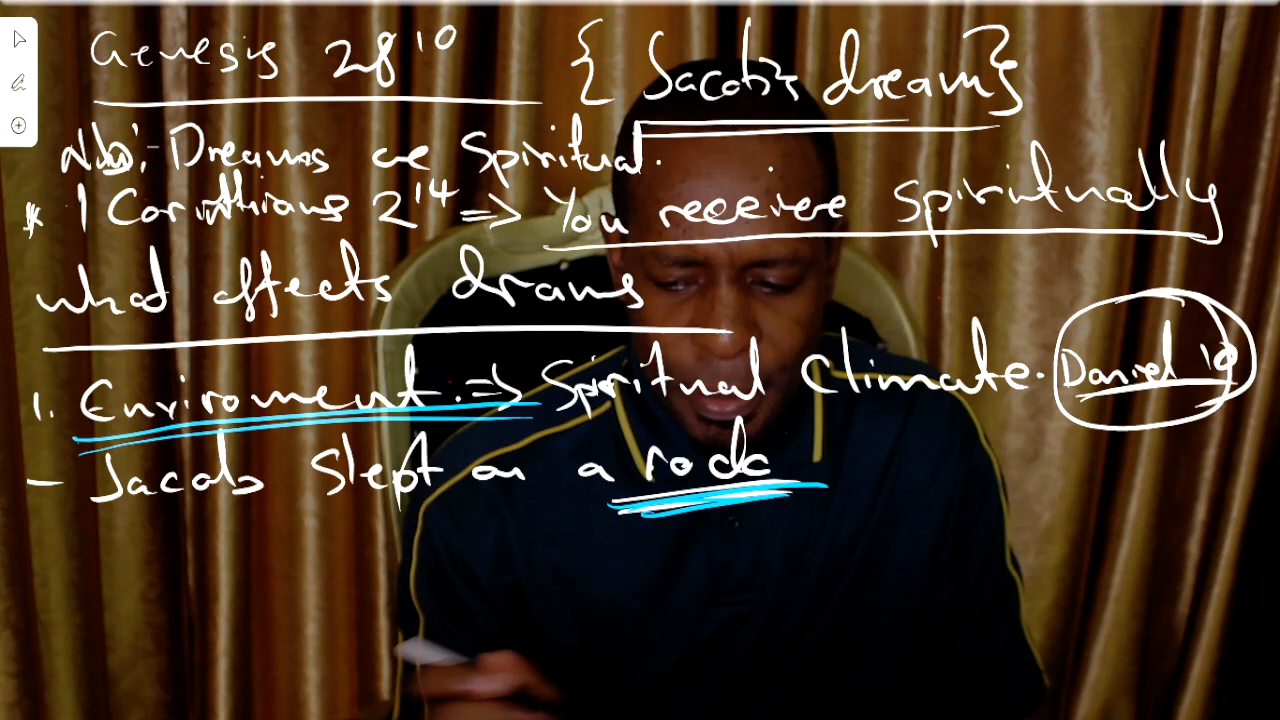 Genesis 28¹⁰ {Jacob's dream}
Nb:- Dreams are Spiritual.
* 1 Corinthians 2¹⁴ => You receive spiritually
what affects dreams
1. Enviroment. => Spiritual Climate. Daniel 10
- Jacob Slept on a rock